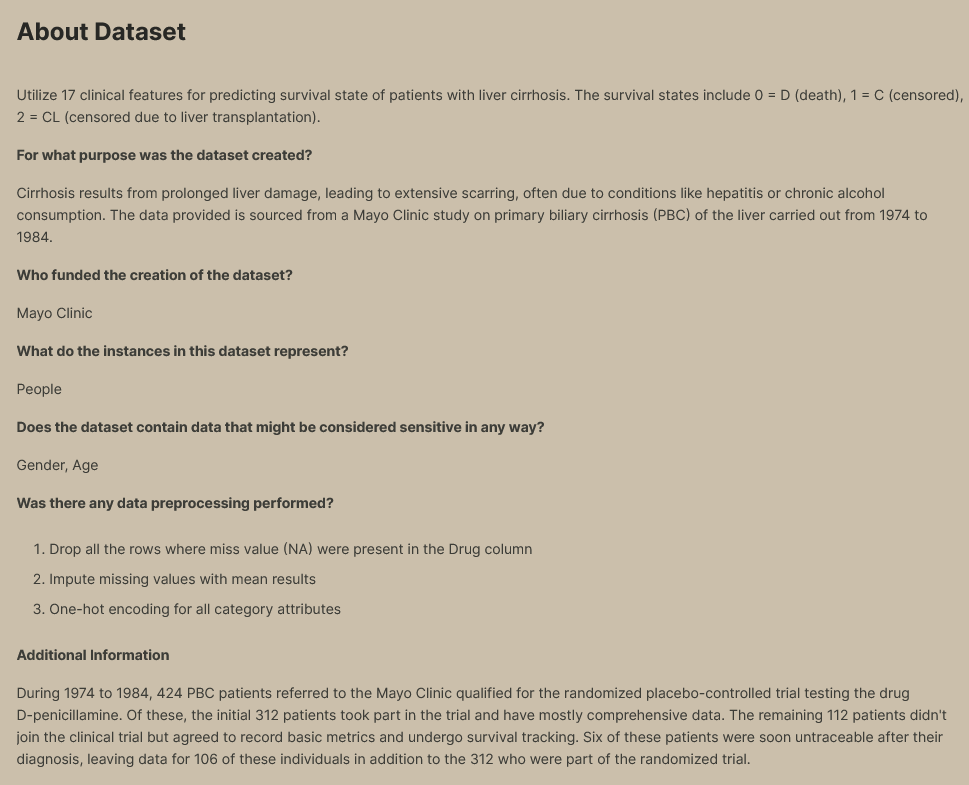 About Dataset
Utilize 17 clinical features for predicting survival state of patients with liver cirrhosis. The survival states include 0 = D (death), 1 = C (censored),
2 = CL (censored due to liver transplantation).
For what purpose was the dataset created?
Cirrhosis results from prolonged liver damage, leading to extensive scarring, often due to conditions like hepatitis or chronic alcohol
consumption. The data provided is sourced from a Mayo Clinic study on primary biliary cirrhosis (PBC) of the liver carried out from 1974 to
1984.
Who funded the creation of the dataset?
Mayo Clinic
What do the instances in this dataset represent?
People
Does the dataset contain data that might be considered sensitive in any way?
Gender, Age
Was there any data preprocessing performed?
1. Drop all the rows where miss value (NA) were present in the Drug column
2. Impute missing values with mean results
3. One-hot encoding for all category attributes
Additional Information
During 1974 to 1984, 424 PBC patients referred to the Mayo Clinic qualified for the randomized placebo-controlled trial testing the drug
D-penicillamine. Of these, the initial 312 patients took part in the trial and have mostly comprehensive data. The remaining 112 patients didn't
join the clinical trial but agreed to record basic metrics and undergo survival tracking. Six of these patients were soon untraceable after their
diagnosis, leaving data for 106 of these individuals in addition to the 312 who were part of the randomized trial.